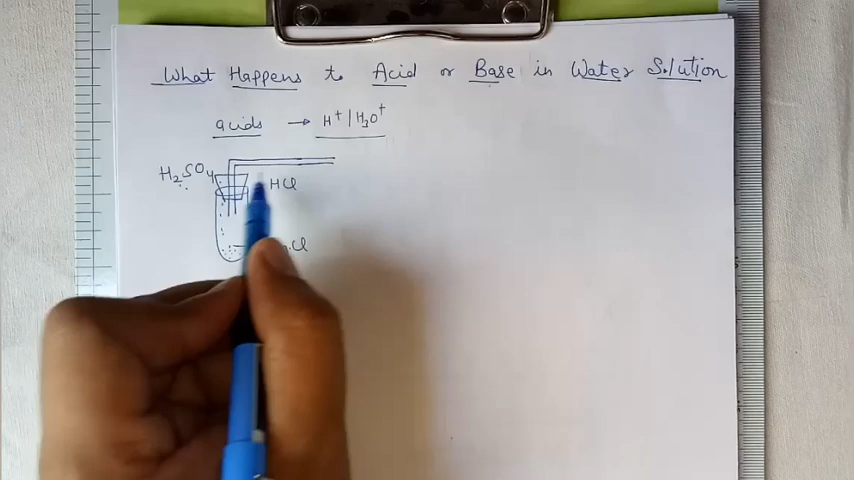 What Happens to Acid or Base in Water Solution
acids → H⁺ / H₃O⁺
H₂SO₄
HCl